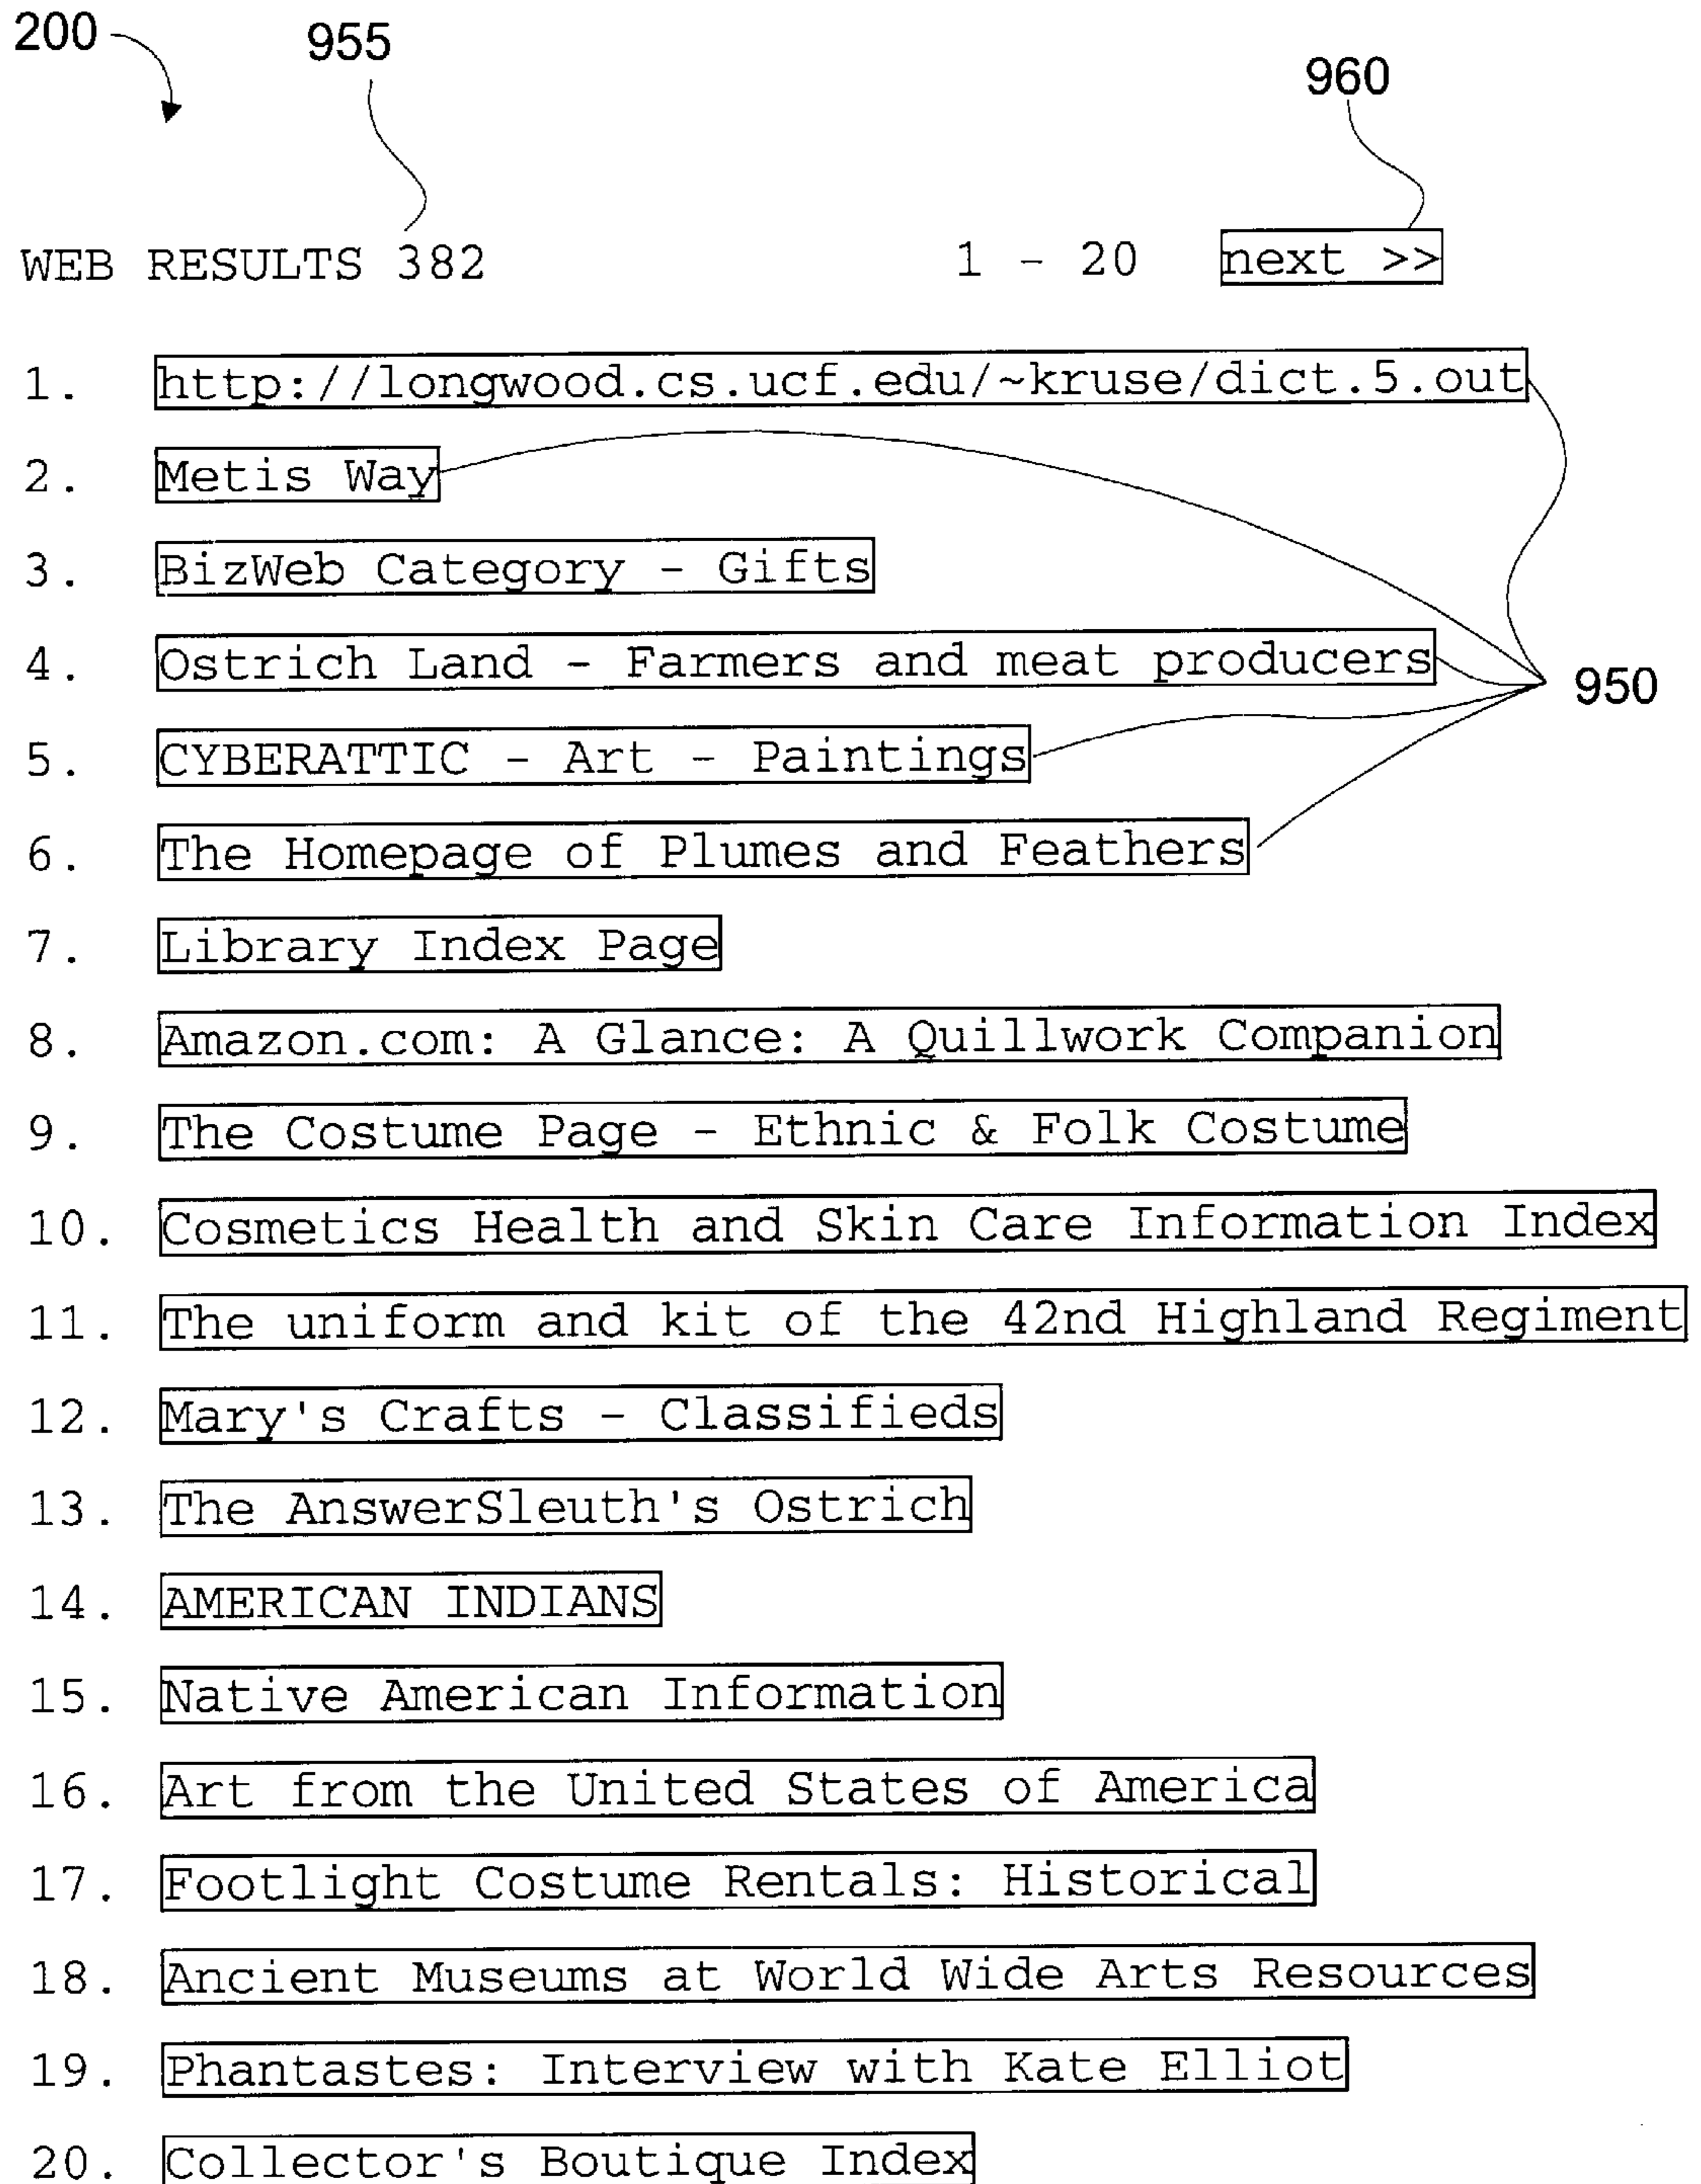 200 955
960
WEB RESULTS 382 1 - 20 next >>
1. http://longwood.cs.ucf.edu/~kruse/dict.5.out
2. Metis Way
3. BizWeb Category - Gifts
4. Ostrich Land - Farmers and meat producers
950
5. CYBERATTIC - Art - Paintings
6. The Homepage of Plumes and Feathers
7. Library Index Page
8. Amazon.com: A Glance: A Quillwork Companion
9. The Costume Page - Ethnic & Folk Costume
10. Cosmetics Health and Skin Care Information Index
11. The uniform and kit of the 42nd Highland Regiment
12. Mary's Crafts - Classifieds
13. The AnswerSleuth's Ostrich
14. AMERICAN INDIANS
15. Native American Information
16. Art from the United States of America
17. Footlight Costume Rentals: Historical
18. Ancient Museums at World Wide Arts Resources
19. Phantastes: Interview with Kate Elliot
20. Collector's Boutique Index